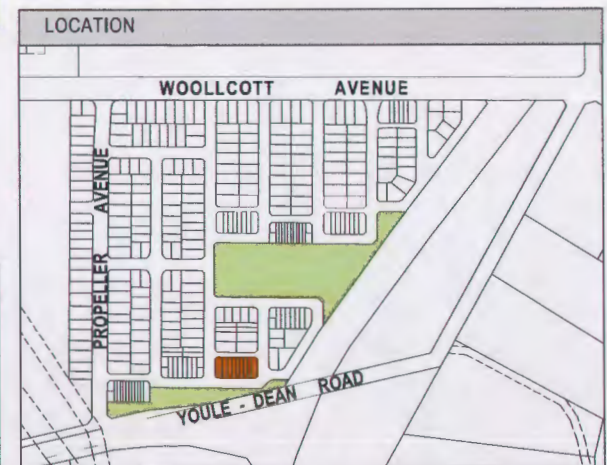 LOCATION
WOOLLCOTT AVENUE
PROPELLER AVENUE
YOULE - DEAN ROAD